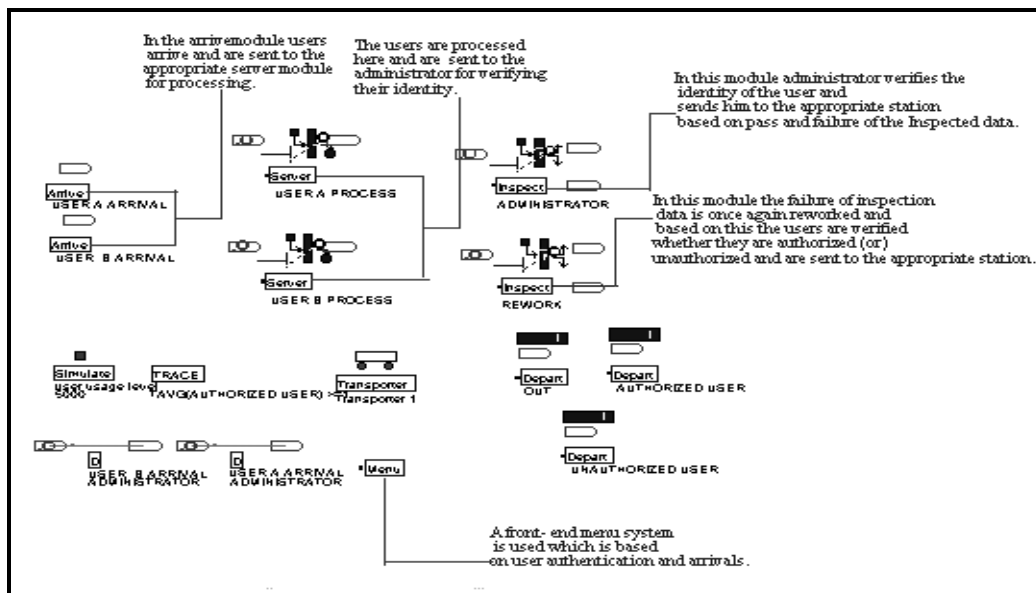 In the arrivemodule users
arrive and are sent to the
appropriate server module
for processing.
The users are processed
here and are sent to the
administrator for verifying
their identity.
In this module administrator verifies the
identity of the user and
sends him to the appropriate station
based on pass and failure of the Inspected data.
Arrive
USER A ARRIVAL
Arrive
USER B ARRIVAL
Server
USER A PROCESS
Server
USER B PROCESS
Inspect
ADMINISTRATOR
In this module the failure of inspection
data is once again reworked and
based on this the users are verified
whether they are authorized (or)
unauthorized and are sent to the appropriate station.
Inspect
REWORK
Simulate
user usage level
5000
TRACE
TAVG(AUTHORIZED USER)
Transporter
Transporter 1
Depart
OUT
Depart
AUTHORIZED USER
Depart
UNAUTHORIZED USER
D
USER B ARRIVAL
ADMINISTRATOR
D
USER A ARRIVAL
ADMINISTRATOR
Menu
A front- end menu system
is used which is based
on user authentication and arrivals.